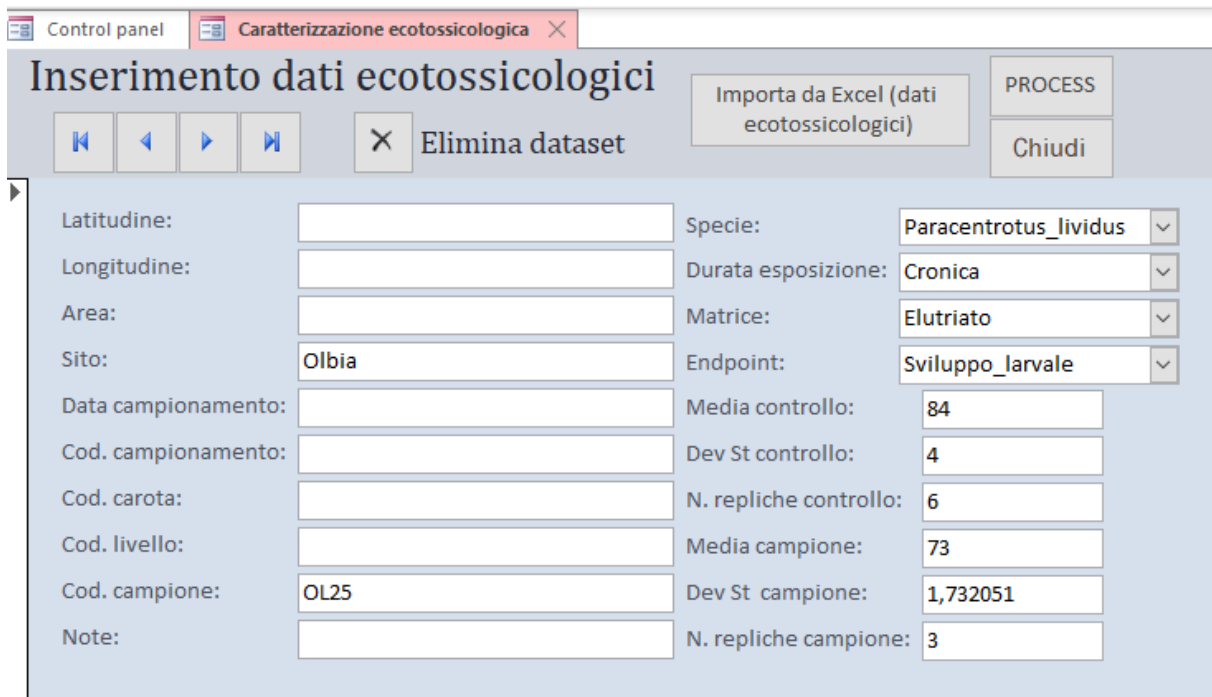 Control panel
Caratterizzazione ecotossicologica
Inserimento dati ecotossicologici
Importa da Excel (dati
ecotossicologici)
PROCESS
Elimina dataset
Chiudi
Latitudine:
Longitudine:
Area:
Sito: Olbia
Data campionamento:
Cod. campionamento:
Cod. carota:
Cod. livello:
Cod. campione: OL25
Note:
Specie: Paracentrotus_lividus
Durata esposizione: Cronica
Matrice: Elutriato
Endpoint: Sviluppo_larvale
Media controllo: 84
Dev St controllo: 4
N. repliche controllo: 6
Media campione: 73
Dev St campione: 1,732051
N. repliche campione: 3